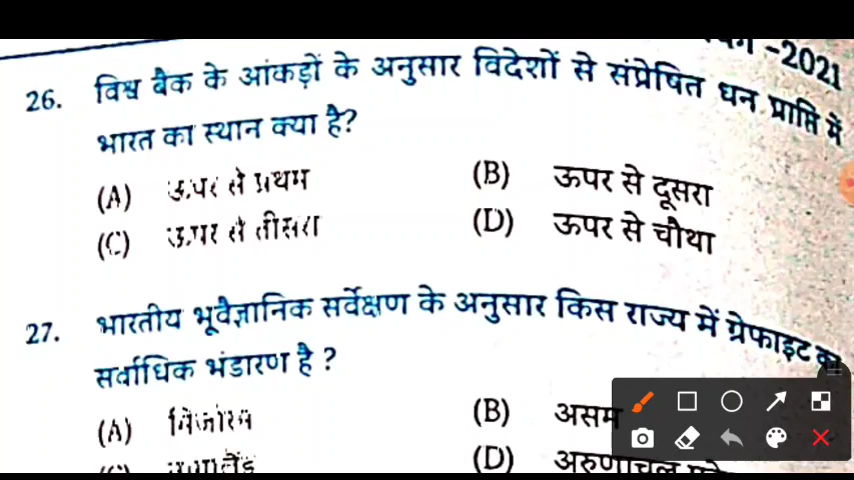 -2021
26. विश्व बैंक के आंकड़ों के अनुसार विदेशों से संप्रेषित धन प्राप्ति में
भारत का स्थान क्या है?
(A) ऊपर से प्रथम (B) ऊपर से दूसरा
(C) ऊपर से तीसरा (D) ऊपर से चौथा
27. भारतीय भूवैज्ञानिक सर्वेक्षण के अनुसार किस राज्य में ग्रेफाइट का
सर्वाधिक भंडारण है ?
(A) मिजोरम (B) असम
(D) अरुणाचल